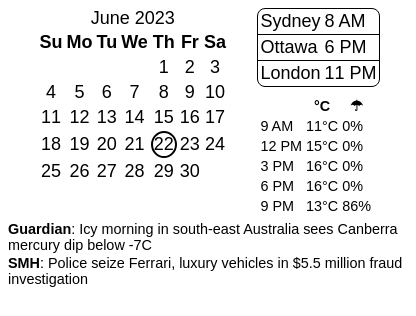 June 2023
Su Mo Tu We Th Fr Sa
1 2 3
4 5 6 7 8 9 10
11 12 13 14 15 16 17
18 19 20 21 22 23 24
25 26 27 28 29 30
Sydney 8 AM
Ottawa 6 PM
London 11 PM
°C ☂
9 AM 11°C 0%
12 PM 15°C 0%
3 PM 16°C 0%
6 PM 16°C 0%
9 PM 13°C 86%
Guardian: Icy morning in south-east Australia sees Canberra
mercury dip below -7C
SMH: Police seize Ferrari, luxury vehicles in $5.5 million fraud
investigation